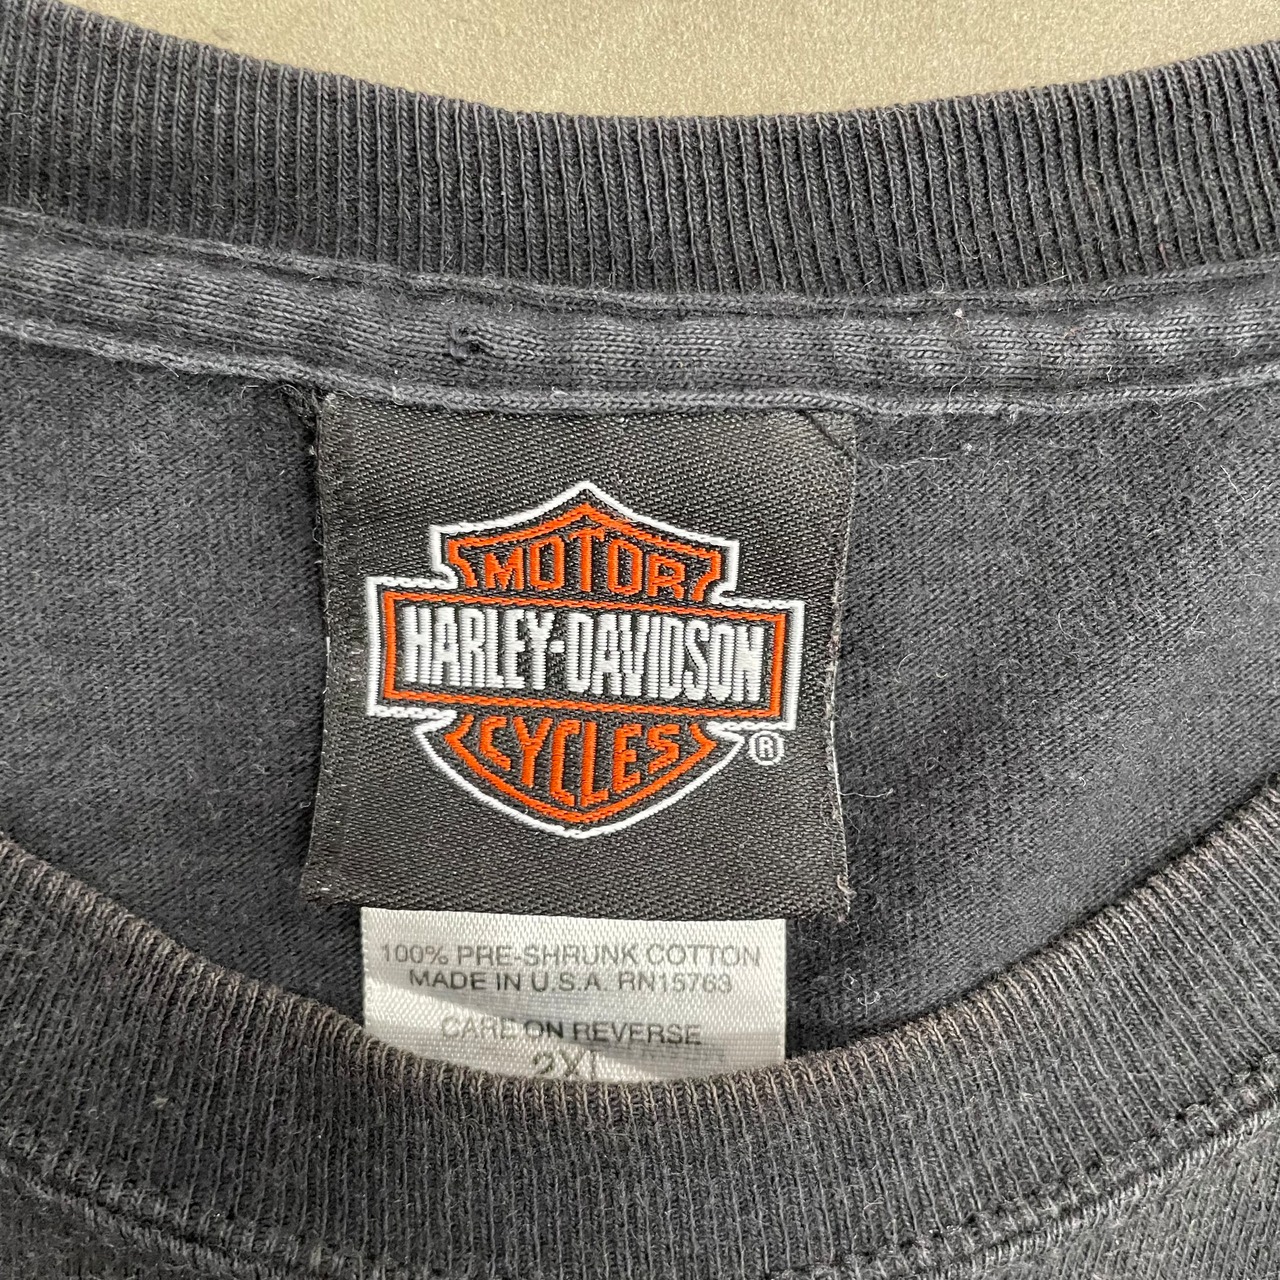 MOTOR
HARLEY-DAVIDSON
CYCLES
®
100% PRE-SHRUNK COTTON
MADE IN U.S.A. RN15763
CARE ON REVERSE
2XL